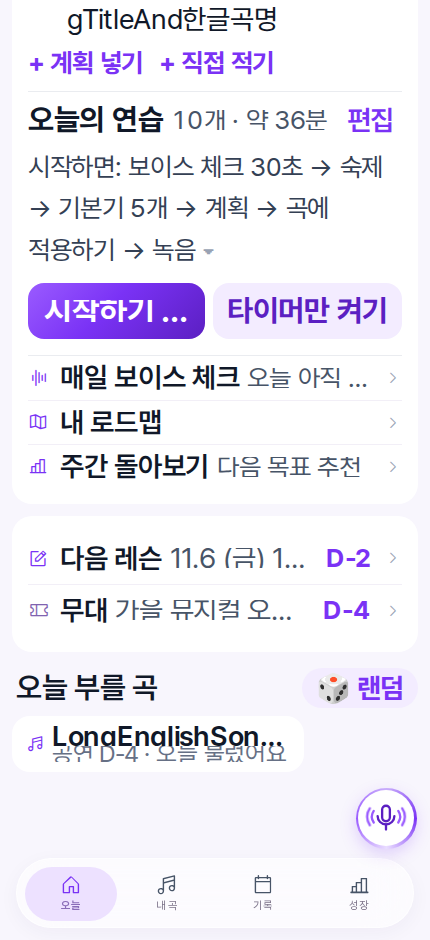 gTitleAnd한글곡명
+ 계획 넣기 + 직접 적기
오늘의 연습 10개 · 약 36분 편집
시작하면: 보이스 체크 30초 → 숙제
→ 기본기 5개 → 계획 → 곡에
적용하기 → 녹음
시작하기 ...
타이머만 켜기
매일 보이스 체크 오늘 아직 ...
내 로드맵
주간 돌아보기 다음 목표 추천
다음 레슨 11.6 (금) 1... D-2
무대 가을 뮤지컬 오... D-4
오늘 부를 곡 랜덤
LongEnglishSon...
공연 D-4 · 오늘 불렀어요
오늘 내 곡 기록 성장